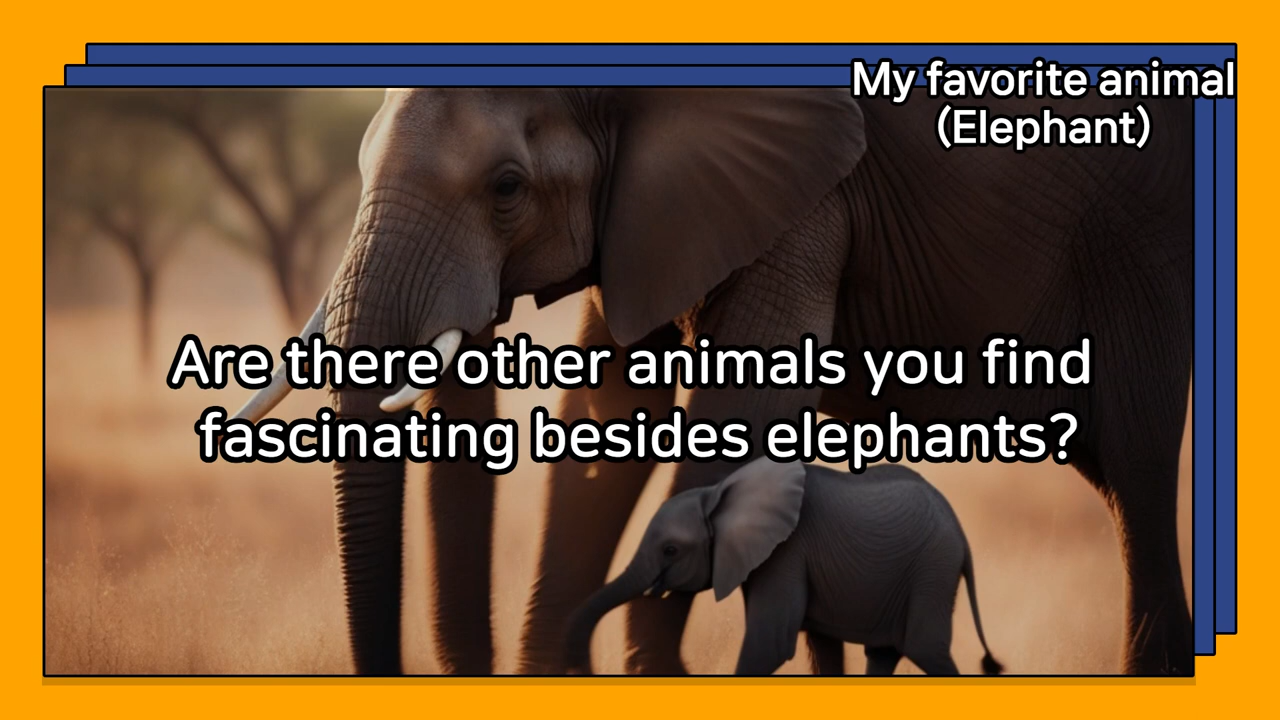 My favorite animal
(Elephant)
Are there other animals you find
fascinating besides elephants?